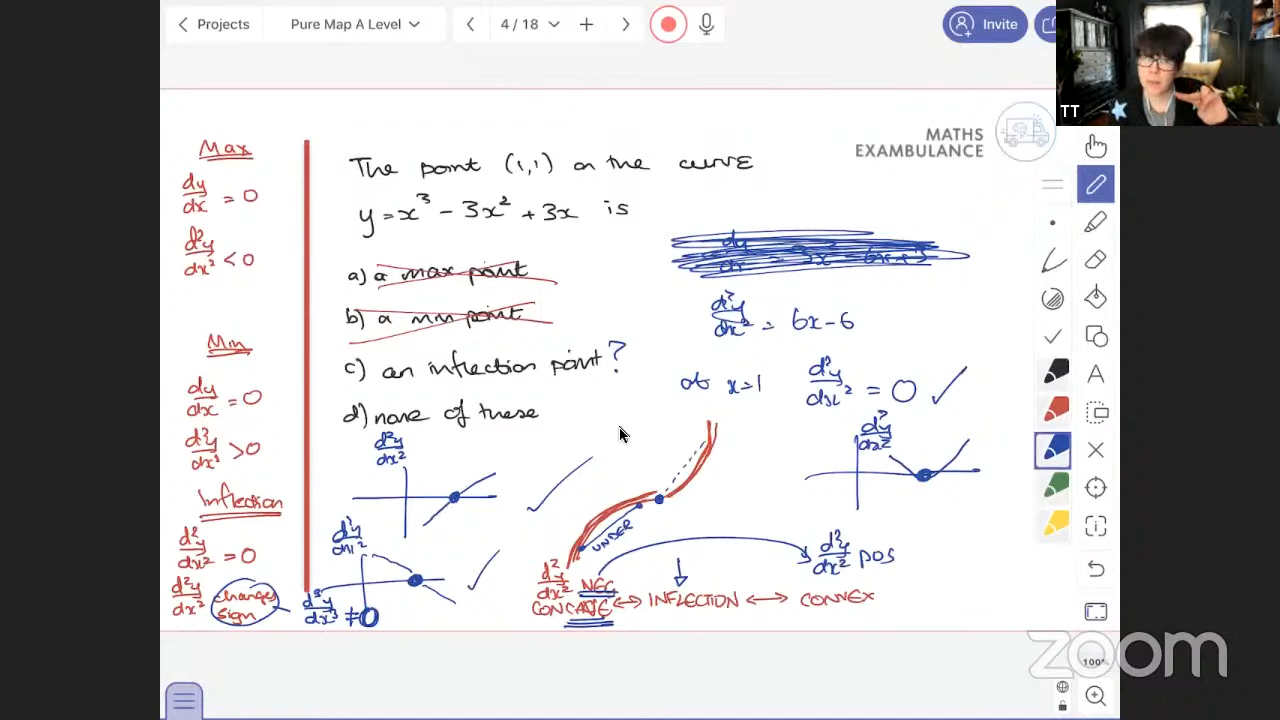 Projects
Pure Map A Level
4 / 18
Invite
TT
MATHS
EXAMBULANCE
Max
dy/dx = 0
d²y/dx² < 0
Min
dy/dx = 0
d²y/dx² > 0
Inflection
d²y/dx² = 0
d²y/dx² changes sign
d³y/dx³ ≠ 0
The point (1,1) on the curve
y = x³ - 3x² + 3x is
a) a max point
b) a min point
c) an inflection point?
d) none of these
d²y/dx² = 6x-6
at x=1 d²y/dx² = 0 ✓
d²y/dx²
d²y/dx²
d²y/dx²
UNDER
d²y/dx² NEG
d²y/dx² POS
CONCAVE ↔ INFLECTION ↔ CONVEX
zoom
100%